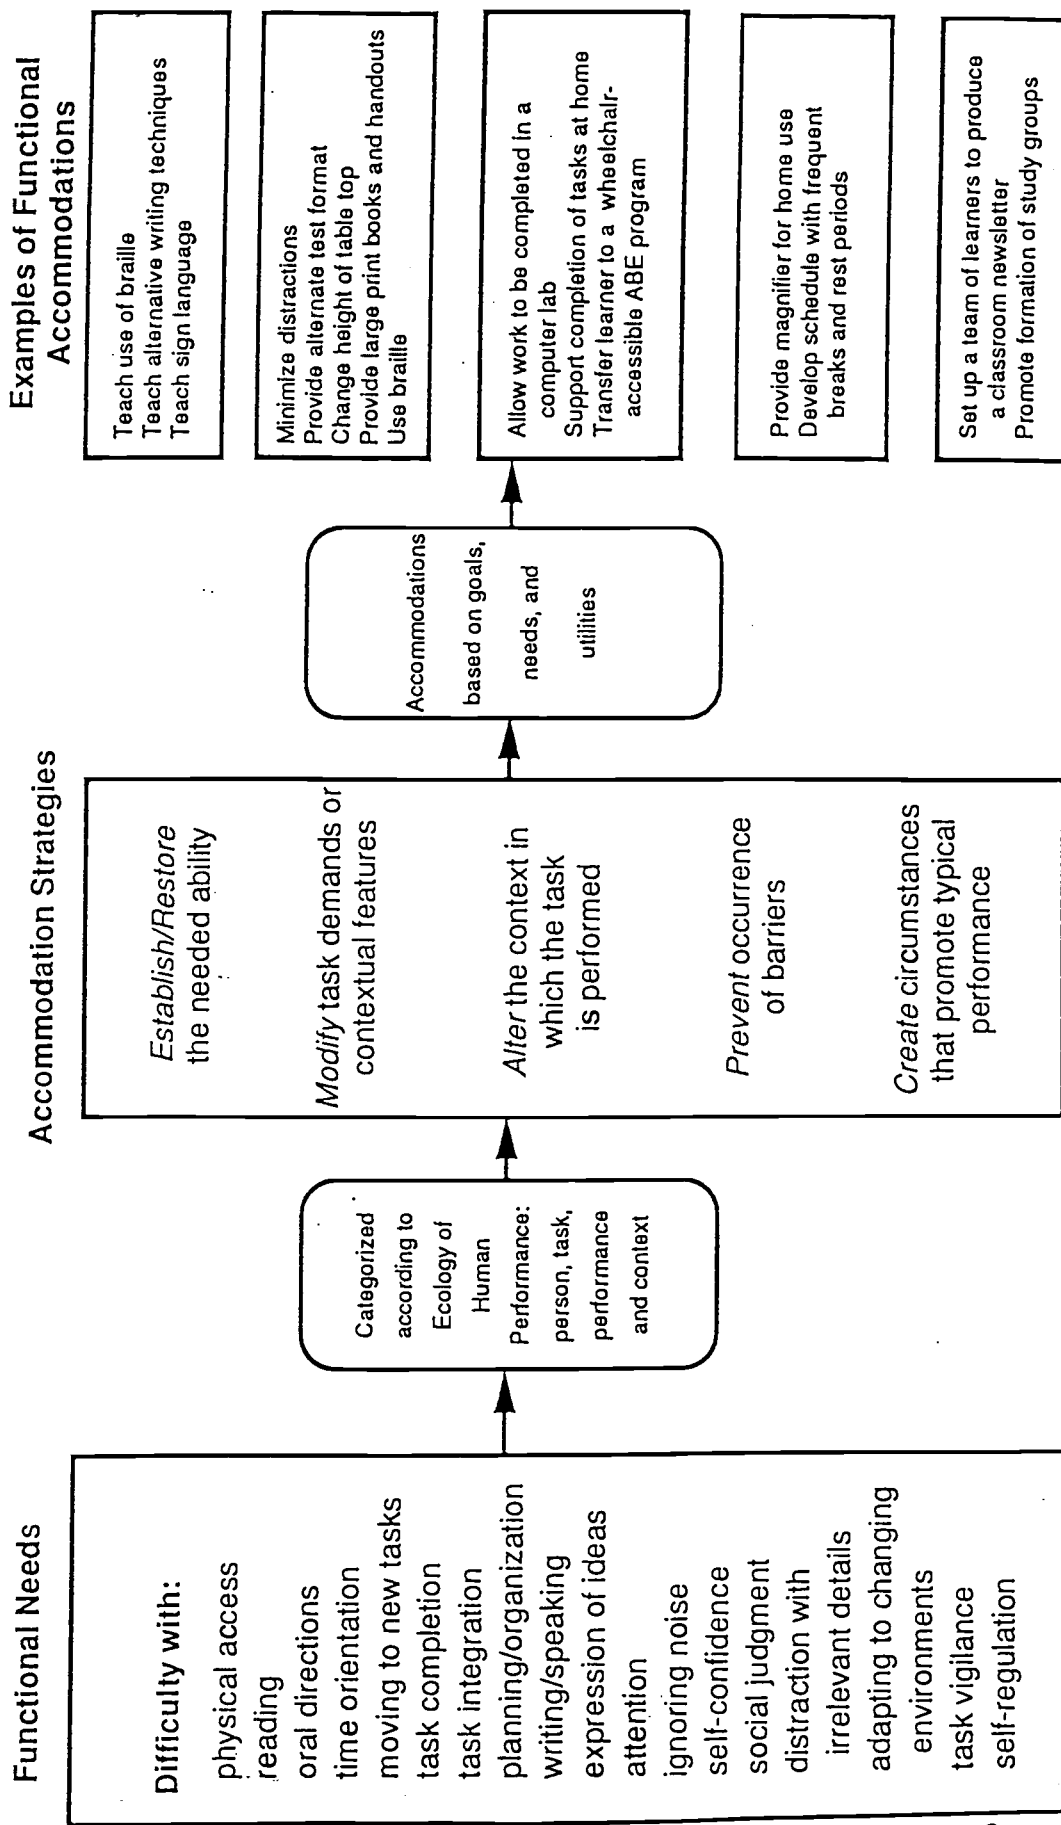 Functional Needs
Difficulty with:
physical access
reading
oral directions
time orientation
moving to new tasks
task completion
task integration
planning/organization
writing/speaking
expression of ideas
attention
ignoring noise
self-confidence
social judgment
distraction with
irrelevant details
adapting to changing
environments
task vigilance
self-regulation
Categorized
according to
Ecology of
Human
Performance:
person, task,
performance
and context
Accommodation Strategies
Establish/Restore
the needed ability
Modify task demands or
contextual features
Alter the context in
which the task
is performed
Prevent occurrence
of barriers
Create circumstances
that promote typical
performance
Accommodations
based on goals,
needs, and
utilities
Examples of Functional
Accommodations
Teach use of braille
Teach alternative writing techniques
Teach sign language
Minimize distractions
Provide alternate test format
Change height of table top
Provide large print books and handouts
Use braille
Allow work to be completed in a
computer lab
Support completion of tasks at home
Transfer learner to a wheelchair-
accessible ABE program
Provide magnifier for home use
Develop schedule with frequent
breaks and rest periods
Set up a team of learners to produce
a classroom newsletter
Promote formation of study groups